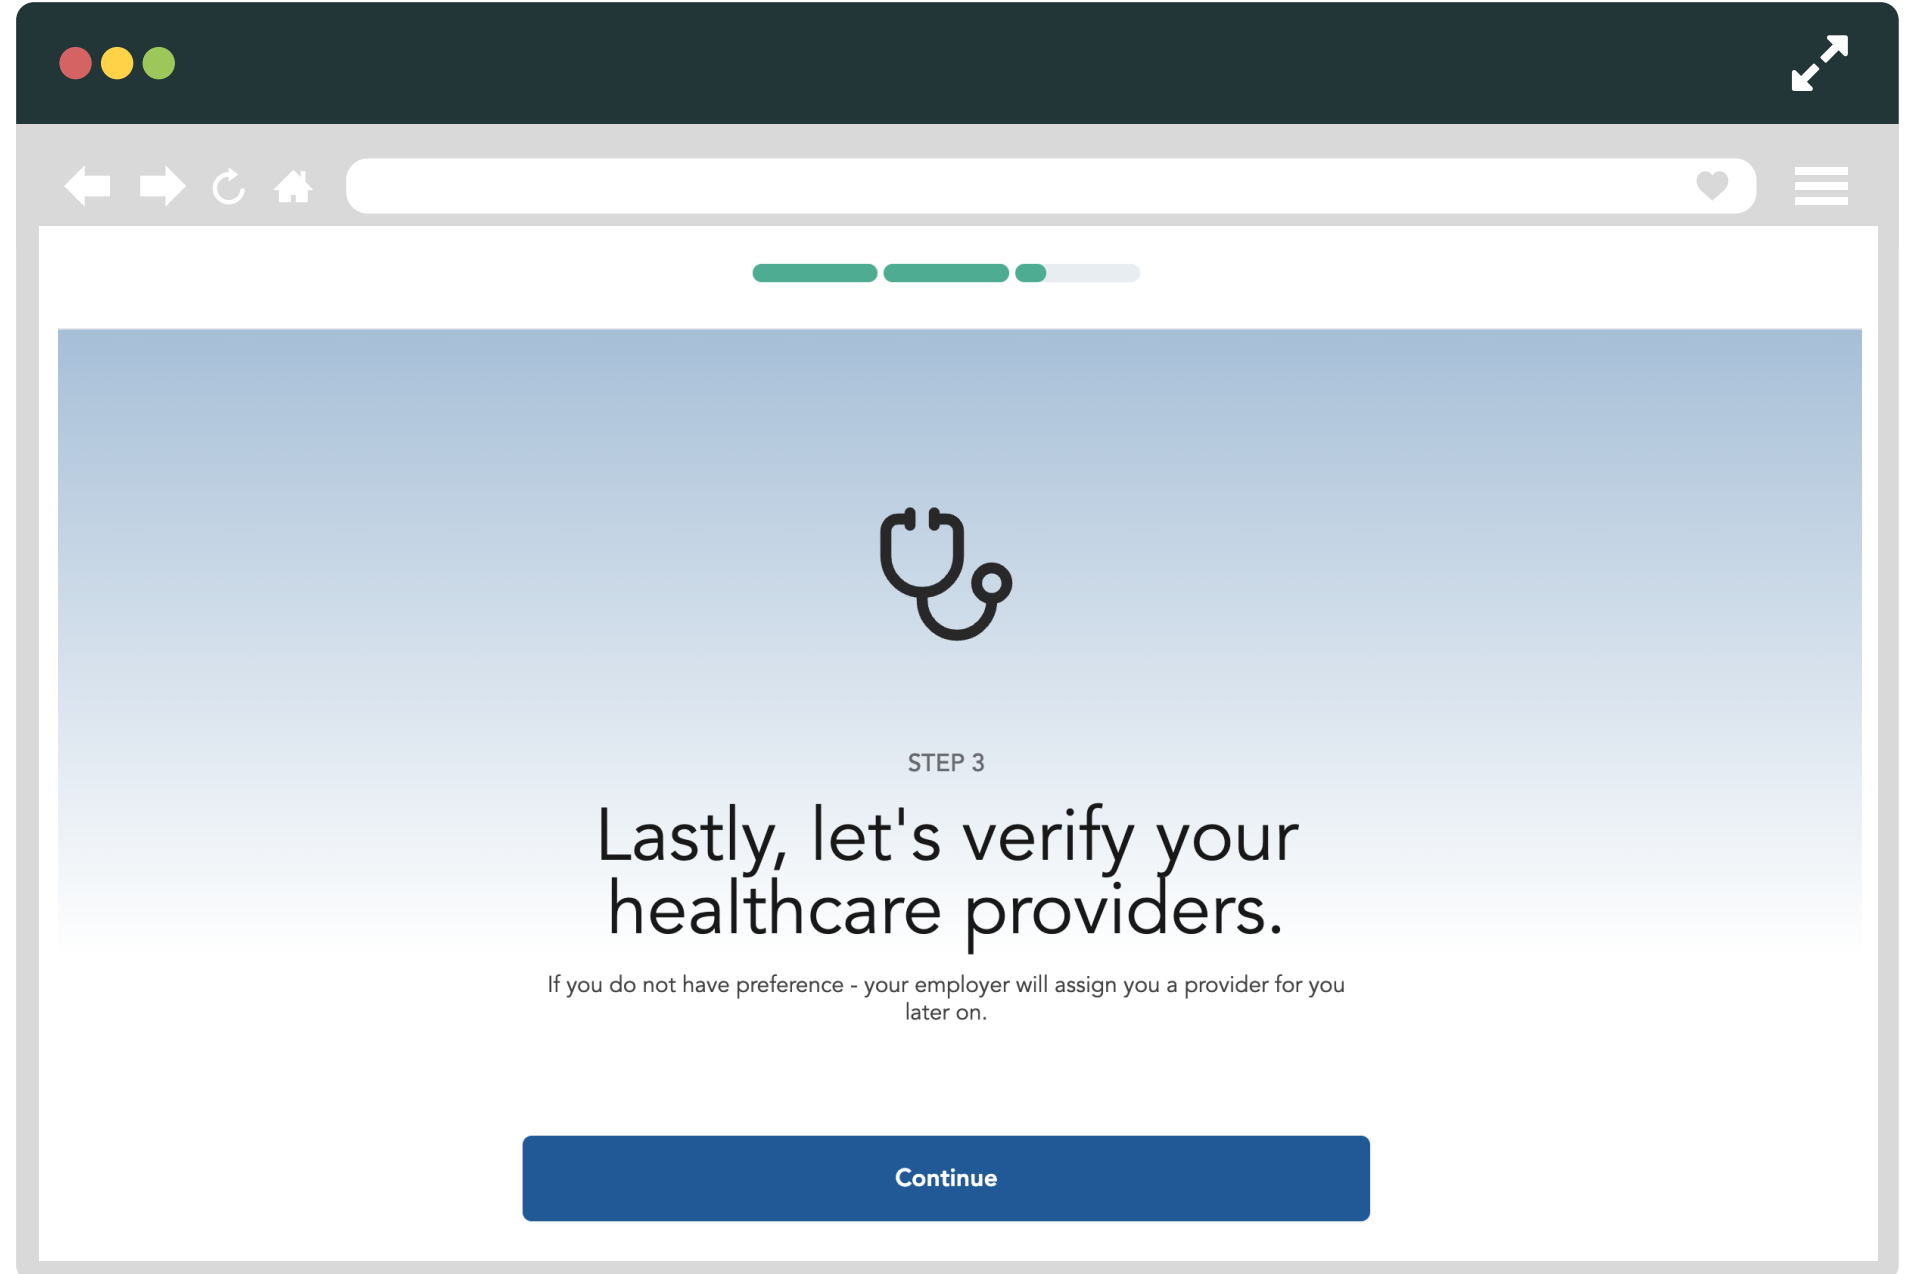 STEP 3
Lastly, let's verify your
healthcare providers.
If you do not have preference - your employer will assign you a provider for you
later on.
Continue